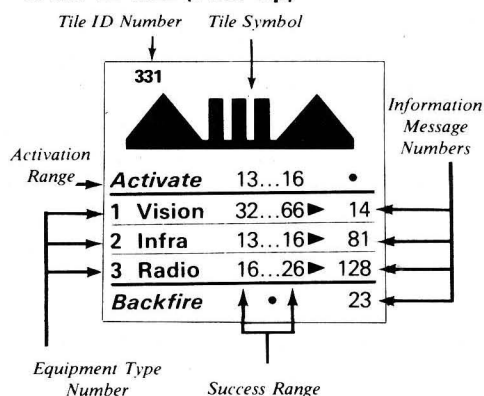 Tile ID Number
Tile Symbol
331
Information
Message
Numbers
Activation
Range
Activate 13...16 •
1 Vision 32...66► 14
2 Infra 13...16► 81
3 Radio 16...26► 128
Backfire • 23
Equipment Type
Number
Success Range